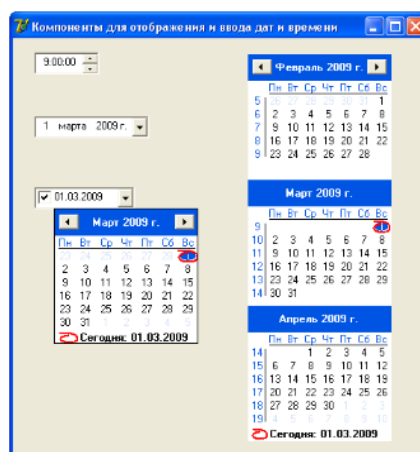 Компоненты для отображения и ввода дат и времени
9:00:00
1 марта 2009 г.
01.03.2009
Март 2009 г.
Пн Вт Ср Чт Пт Сб Вс
23 24 25 26 27 28 1
2 3 4 5 6 7 8
9 10 11 12 13 14 15
16 17 18 19 20 21 22
23 24 25 26 27 28 29
30 31 1 2 3 4 5
Сегодня: 01.03.2009
Февраль 2009 г.
Пн Вт Ср Чт Пт Сб Вс
5 26 27 28 29 30 31 1
6 2 3 4 5 6 7 8
7 9 10 11 12 13 14 15
8 16 17 18 19 20 21 22
9 23 24 25 26 27 28
Март 2009 г.
Пн Вт Ср Чт Пт Сб Вс
9 1
10 2 3 4 5 6 7 8
11 9 10 11 12 13 14 15
12 16 17 18 19 20 21 22
13 23 24 25 26 27 28 29
14 30 31
Апрель 2009 г.
Пн Вт Ср Чт Пт Сб Вс
14 1 2 3 4 5
15 6 7 8 9 10 11 12
16 13 14 15 16 17 18 19
17 20 21 22 23 24 25 26
18 27 28 29 30 1 2 3
19 4 5 6 7 8 9 10
Сегодня: 01.03.2009